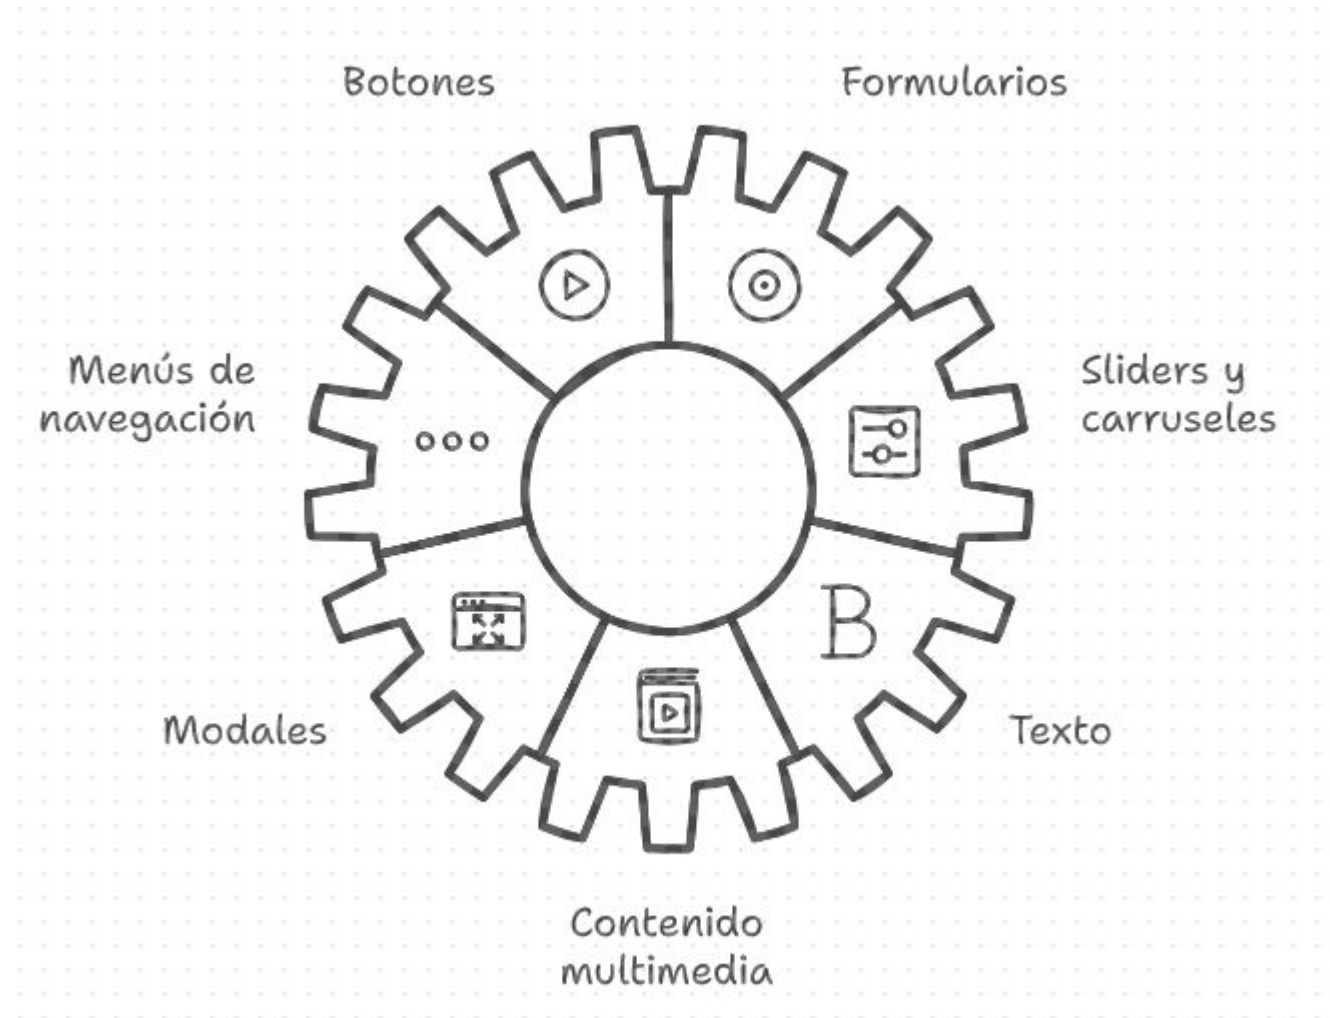 Botones
Formularios
Menús de
navegación
Sliders y
carruseles
B
Modales
Texto
Contenido
multimedia